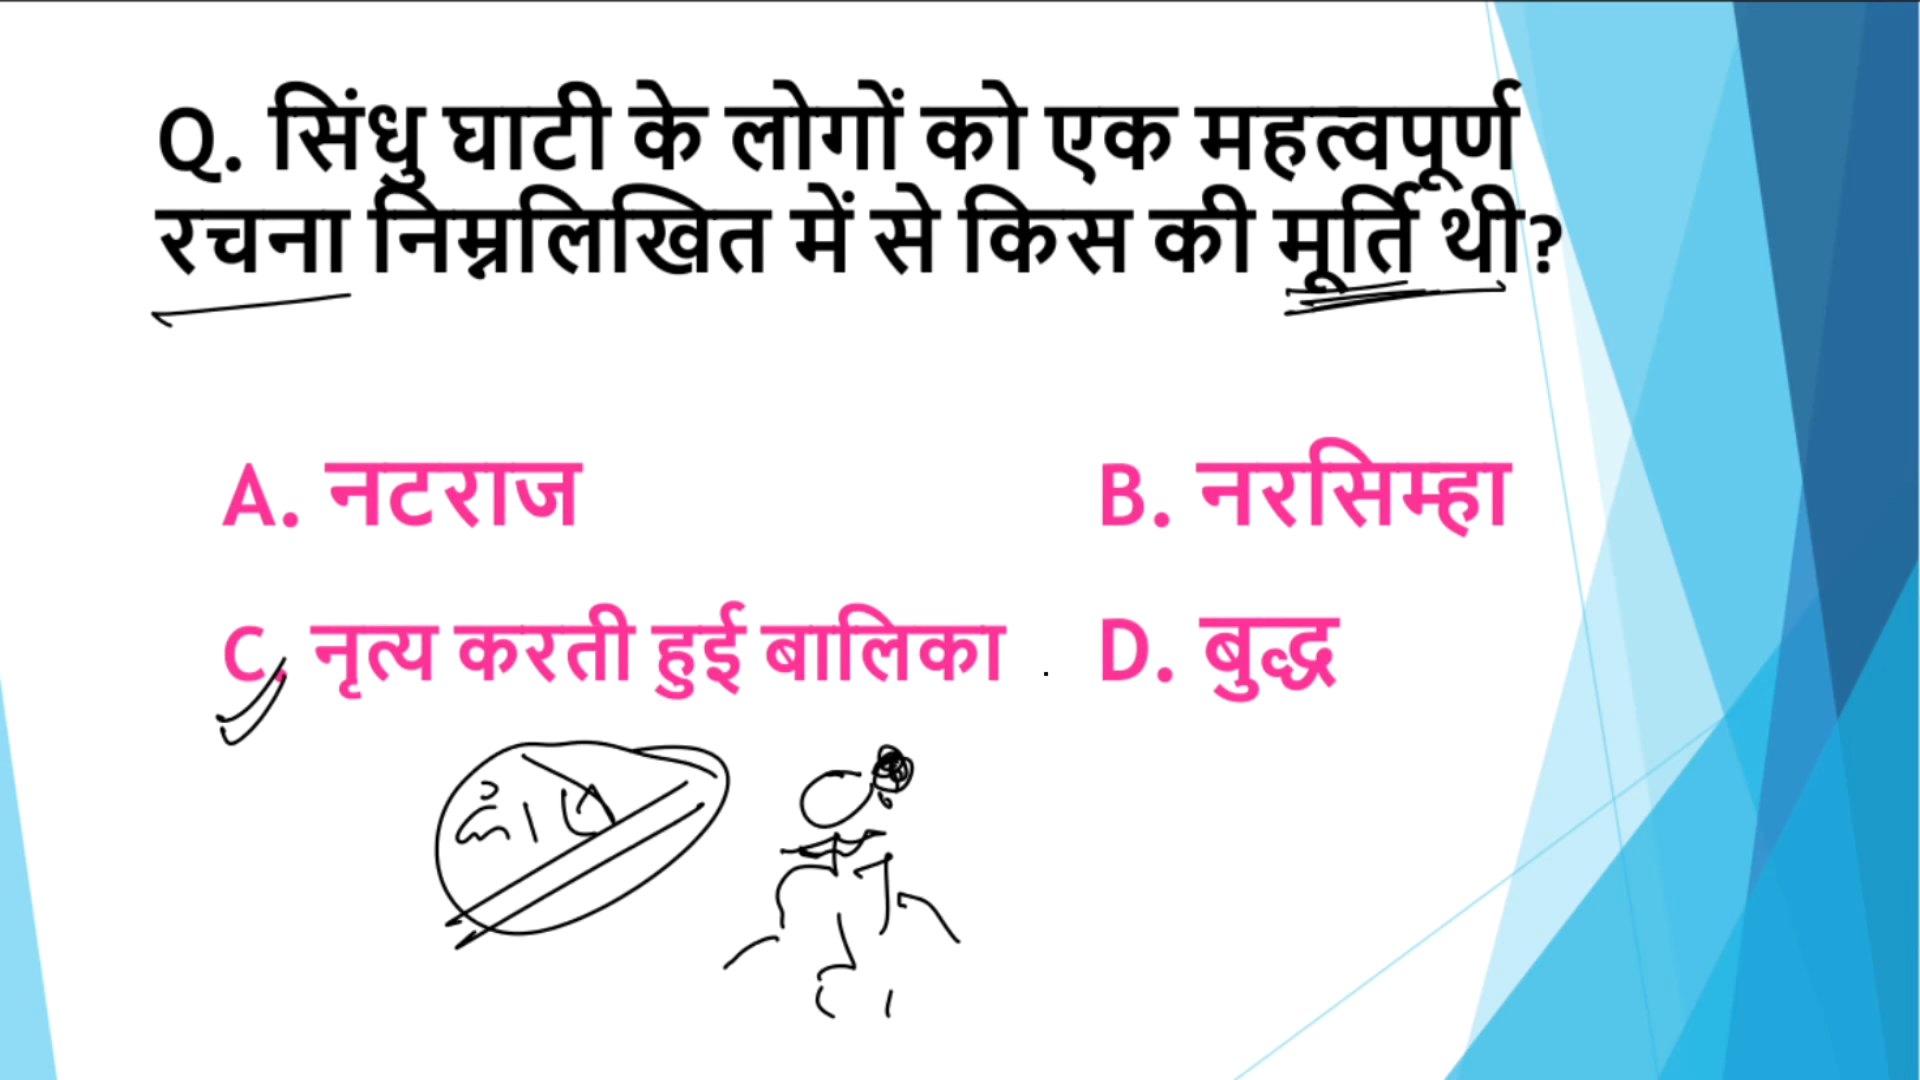 Q. सिंधु घाटी के लोगों को एक महत्वपूर्ण
रचना निम्नलिखित में से किस की मूर्ति थी?
A. नटराज
B. नरसिम्हा
C. नृत्य करती हुई बालिका
D. बुद्ध